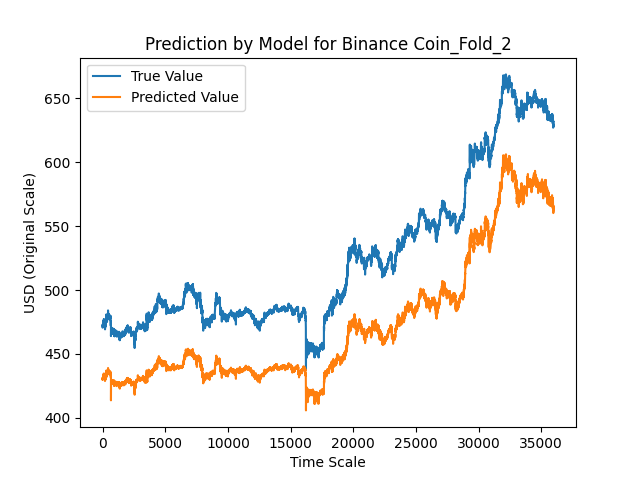 Prediction by Model for Binance Coin_Fold_2
True Value
Predicted Value
650
600
550
500
450
400
USD (Original Scale)
0 5000 10000 15000 20000 25000 30000 35000
Time Scale